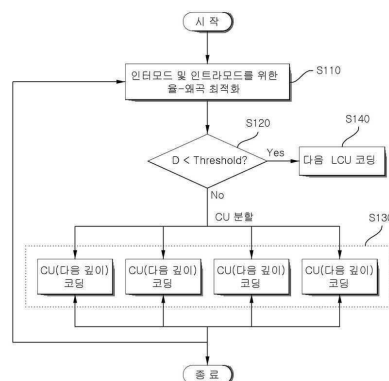 시 작
S110
인터모드 및 인트라모드를 위한
율-왜곡 최적화
S120
D < Threshold?
Yes
S140
다음 LCU 코딩
No
CU 분할
S130
CU(다음 깊이)
코딩
CU(다음 깊이)
코딩
CU(다음 깊이)
코딩
CU(다음 깊이)
코딩
종 료